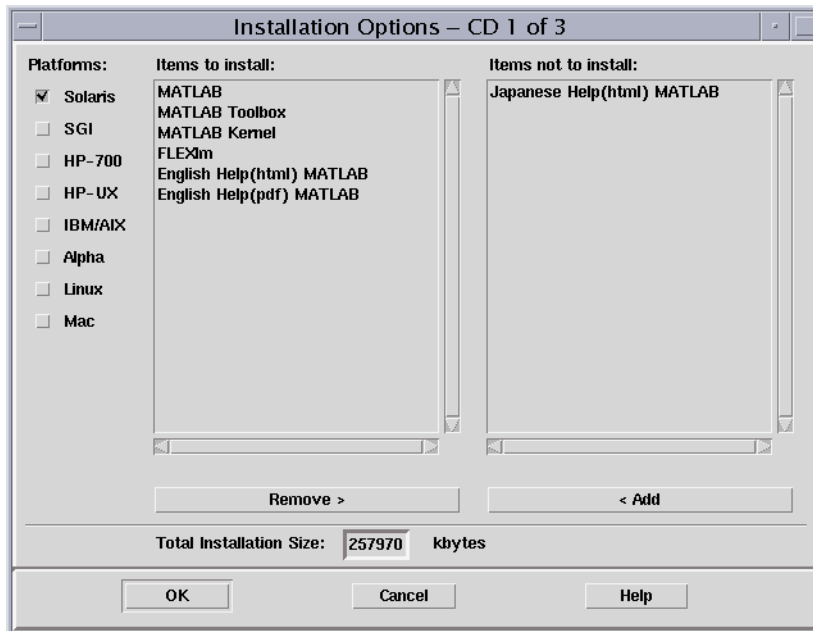 Installation Options – CD 1 of 3
Platforms:
Solaris
SGI
HP-700
HP-UX
IBM/AIX
Alpha
Linux
Mac
Items to install:
MATLAB
MATLAB Toolbox
MATLAB Kernel
FLEXlm
English Help(html) MATLAB
English Help(pdf) MATLAB
Items not to install:
Japanese Help(html) MATLAB
Remove >
< Add
Total Installation Size: 257970 kbytes
OK Cancel Help